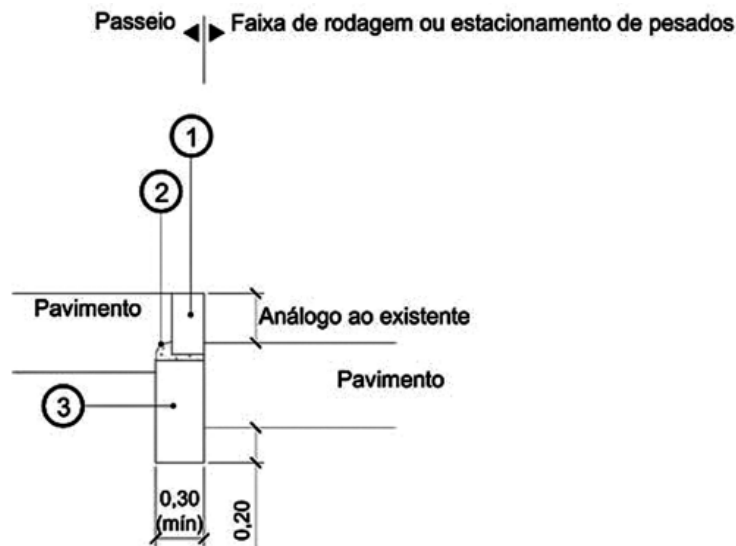 Passeio
Faixa de rodagem ou estacionamento de pesados
1
2
Pavimento
Análogo ao existente
Pavimento
3
0,30
(mín)
0,20